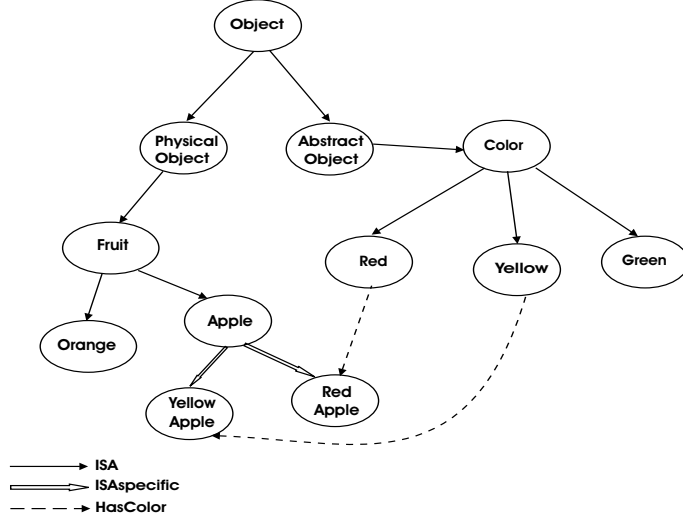 Object
Physical
Object
Abstract
Object
Color
Fruit
Red
Yellow
Green
Orange
Apple
Yellow
Apple
Red
Apple
ISA
ISAspecific
HasColor